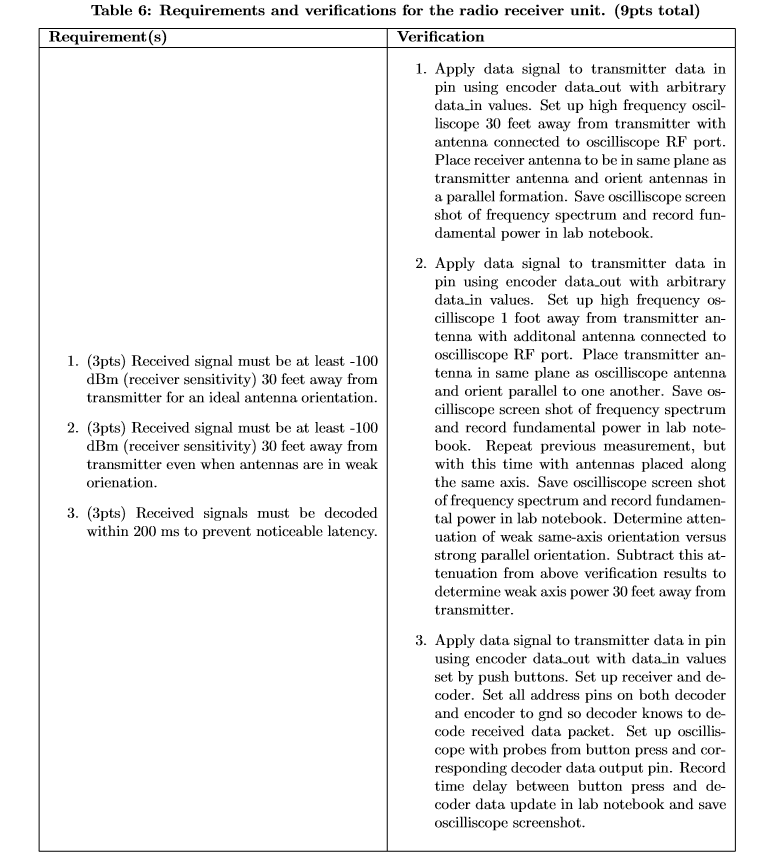 Table 6: Requirements and verifications for the radio receiver unit. (9pts total)
Requirement(s)
1. (3pts) Received signal must be at least -100
dBm (receiver sensitivity) 30 feet away from
transmitter for an ideal antenna orientation.
2. (3pts) Received signal must be at least -100
dBm (receiver sensitivity) 30 feet away from
transmitter even when antennas are in weak
orienation.
3. (3pts) Received signals must be decoded
within 200 ms to prevent noticeable latency.
Verification
1. Apply data signal to transmitter data in
pin using encoder data_out with arbitrary
data_in values. Set up high frequency oscil-
liscope 30 feet away from transmitter with
antenna connected to oscilliscope RF port.
Place receiver antenna to be in same plane as
transmitter antenna and orient antennas in
a parallel formation. Save oscilliscope screen
shot of frequency spectrum and record fun-
damental power in lab notebook.
2. Apply data signal to transmitter data in
pin using encoder data_out with arbitrary
data_in values. Set up high frequency os-
cilliscope 1 foot away from transmitter an-
tenna with additonal antenna connected to
oscilliscope RF port. Place transmitter an-
tenna in same plane as oscilliscope antenna
and orient parallel to one another. Save os-
cilliscope screen shot of frequency spectrum
and record fundamental power in lab note-
book. Repeat previous measurement, but
with this time with antennas placed along
the same axis. Save oscilliscope screen shot
of frequency spectrum and record fundamen-
tal power in lab notebook. Determine atten-
uation of weak same-axis orientation versus
strong parallel orientation. Subtract this at-
tenuation from above verification results to
determine weak axis power 30 feet away from
transmitter.
3. Apply data signal to transmitter data in pin
using encoder data_out with data_in values
set by push buttons. Set up receiver and de-
coder. Set all address pins on both decoder
and encoder to gnd so decoder knows to de-
code received data packet. Set up oscillis-
cope with probes from button press and cor-
responding decoder data output pin. Record
time delay between button press and de-
coder data update in lab notebook and save
oscilliscope screenshot.